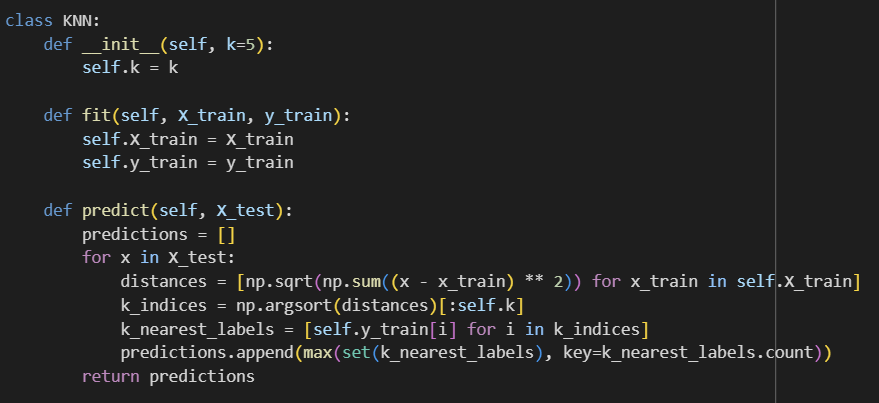 class KNN:
    def __init__(self, k=5):
        self.k = k

    def fit(self, X_train, y_train):
        self.X_train = X_train
        self.y_train = y_train

    def predict(self, X_test):
        predictions = []
        for x in X_test:
            distances = [np.sqrt(np.sum((x - x_train) ** 2)) for x_train in self.X_train]
            k_indices = np.argsort(distances)[:self.k]
            k_nearest_labels = [self.y_train[i] for i in k_indices]
            predictions.append(max(set(k_nearest_labels), key=k_nearest_labels.count))
        return predictions